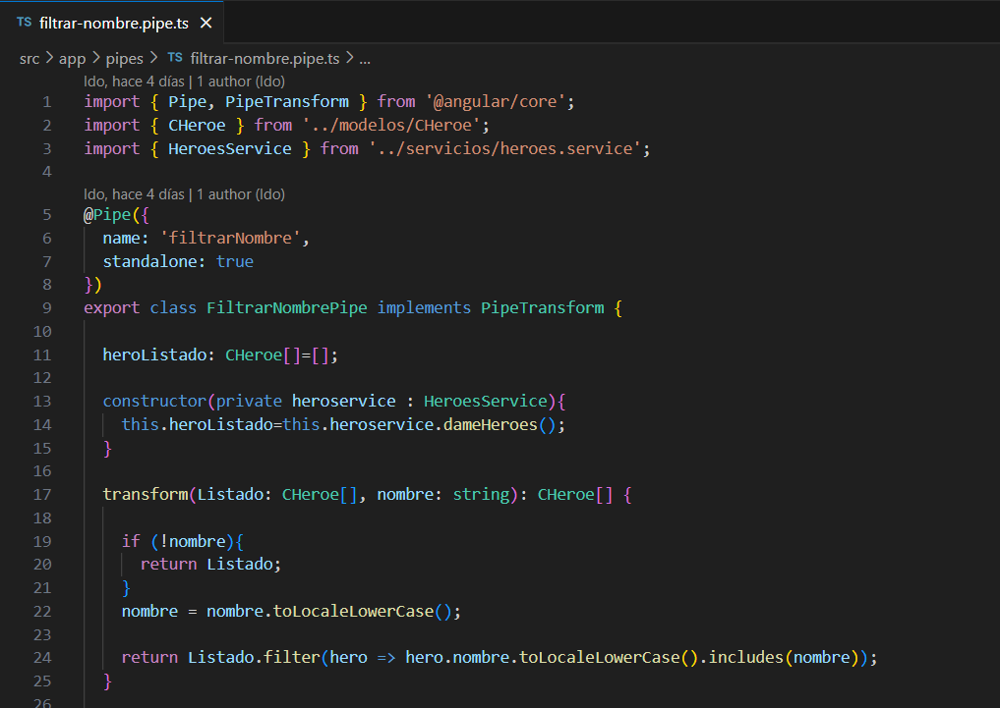 TS filtrar-nombre.pipe.ts ×
src > app > pipes > TS filtrar-nombre.pipe.ts > ...
Ido, hace 4 días | 1 author (Ido)
1 import { Pipe, PipeTransform } from '@angular/core';
2 import { CHeroe } from '../modelos/CHeroe';
3 import { HeroesService } from '../servicios/heroes.service';
4
Ido, hace 4 días | 1 author (Ido)
5 @Pipe({
6   name: 'filtrarNombre',
7   standalone: true
8 })
9 export class FiltrarNombrePipe implements PipeTransform {
10
11   heroListado: CHeroe[]=[];
12
13   constructor(private heroservice : HeroesService){
14     this.heroListado=this.heroservice.dameHeroes();
15   }
16
17   transform(Listado: CHeroe[], nombre: string): CHeroe[] {
18
19     if (!nombre){
20       return Listado;
21     }
22     nombre = nombre.toLocaleLowerCase();
23
24     return Listado.filter(hero => hero.nombre.toLocaleLowerCase().includes(nombre));
25   }
26